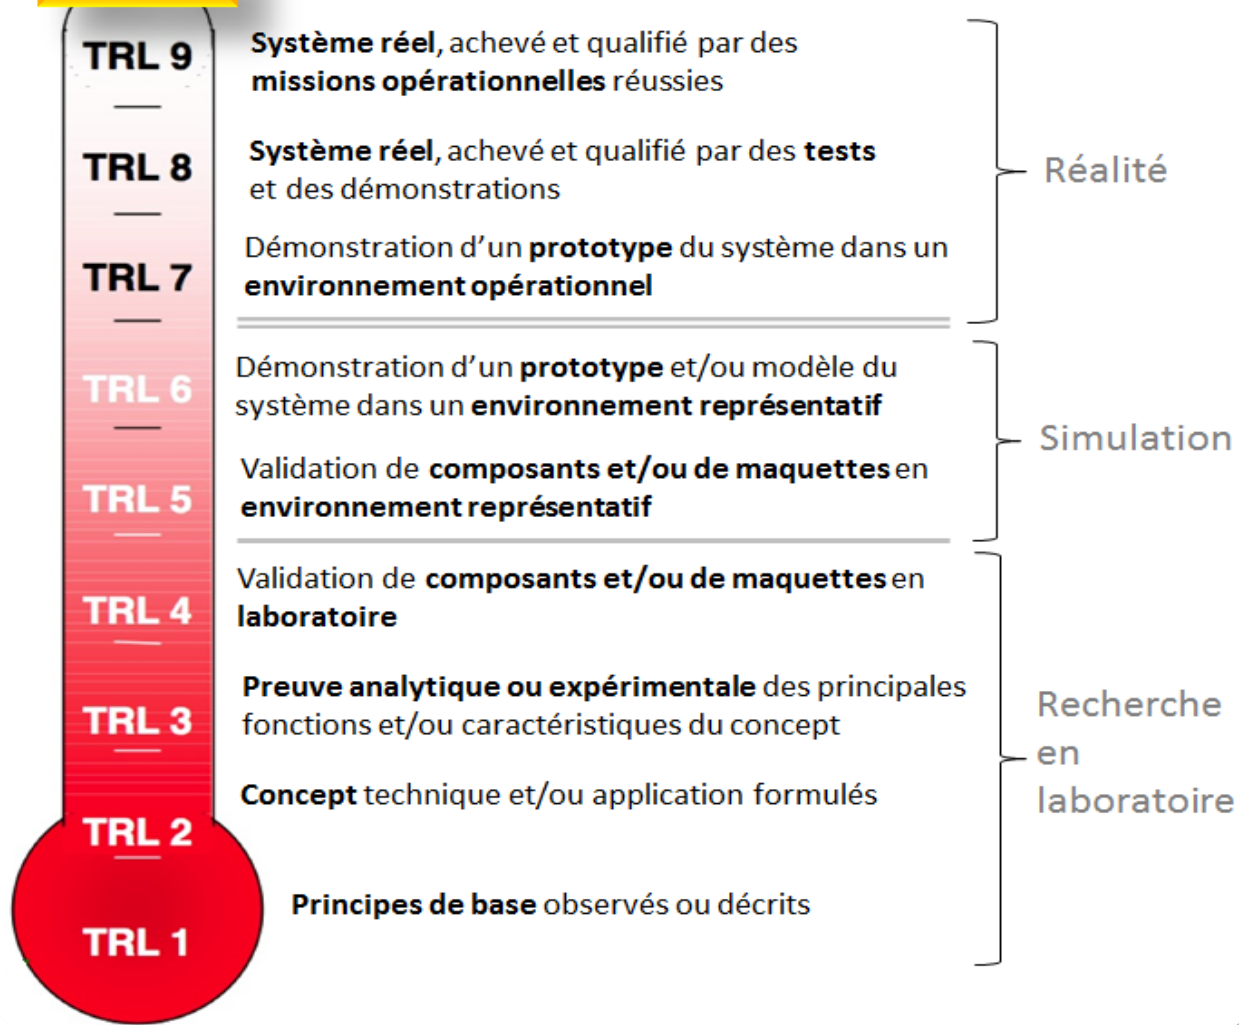 TRL 9
Système réel, achevé et qualifié par des
missions opérationnelles réussies
TRL 8
Système réel, achevé et qualifié par des tests
et des démonstrations
Réalité
TRL 7
Démonstration d’un prototype du système dans un
environnement opérationnel
TRL 6
Démonstration d’un prototype et/ou modèle du
système dans un environnement représentatif
Simulation
TRL 5
Validation de composants et/ou de maquettes en
environnement représentatif
TRL 4
Validation de composants et/ou de maquettes en
laboratoire
TRL 3
Preuve analytique ou expérimentale des principales
fonctions et/ou caractéristiques du concept
Recherche
en
laboratoire
TRL 2
Concept technique et/ou application formulés
TRL 1
Principes de base observés ou décrits